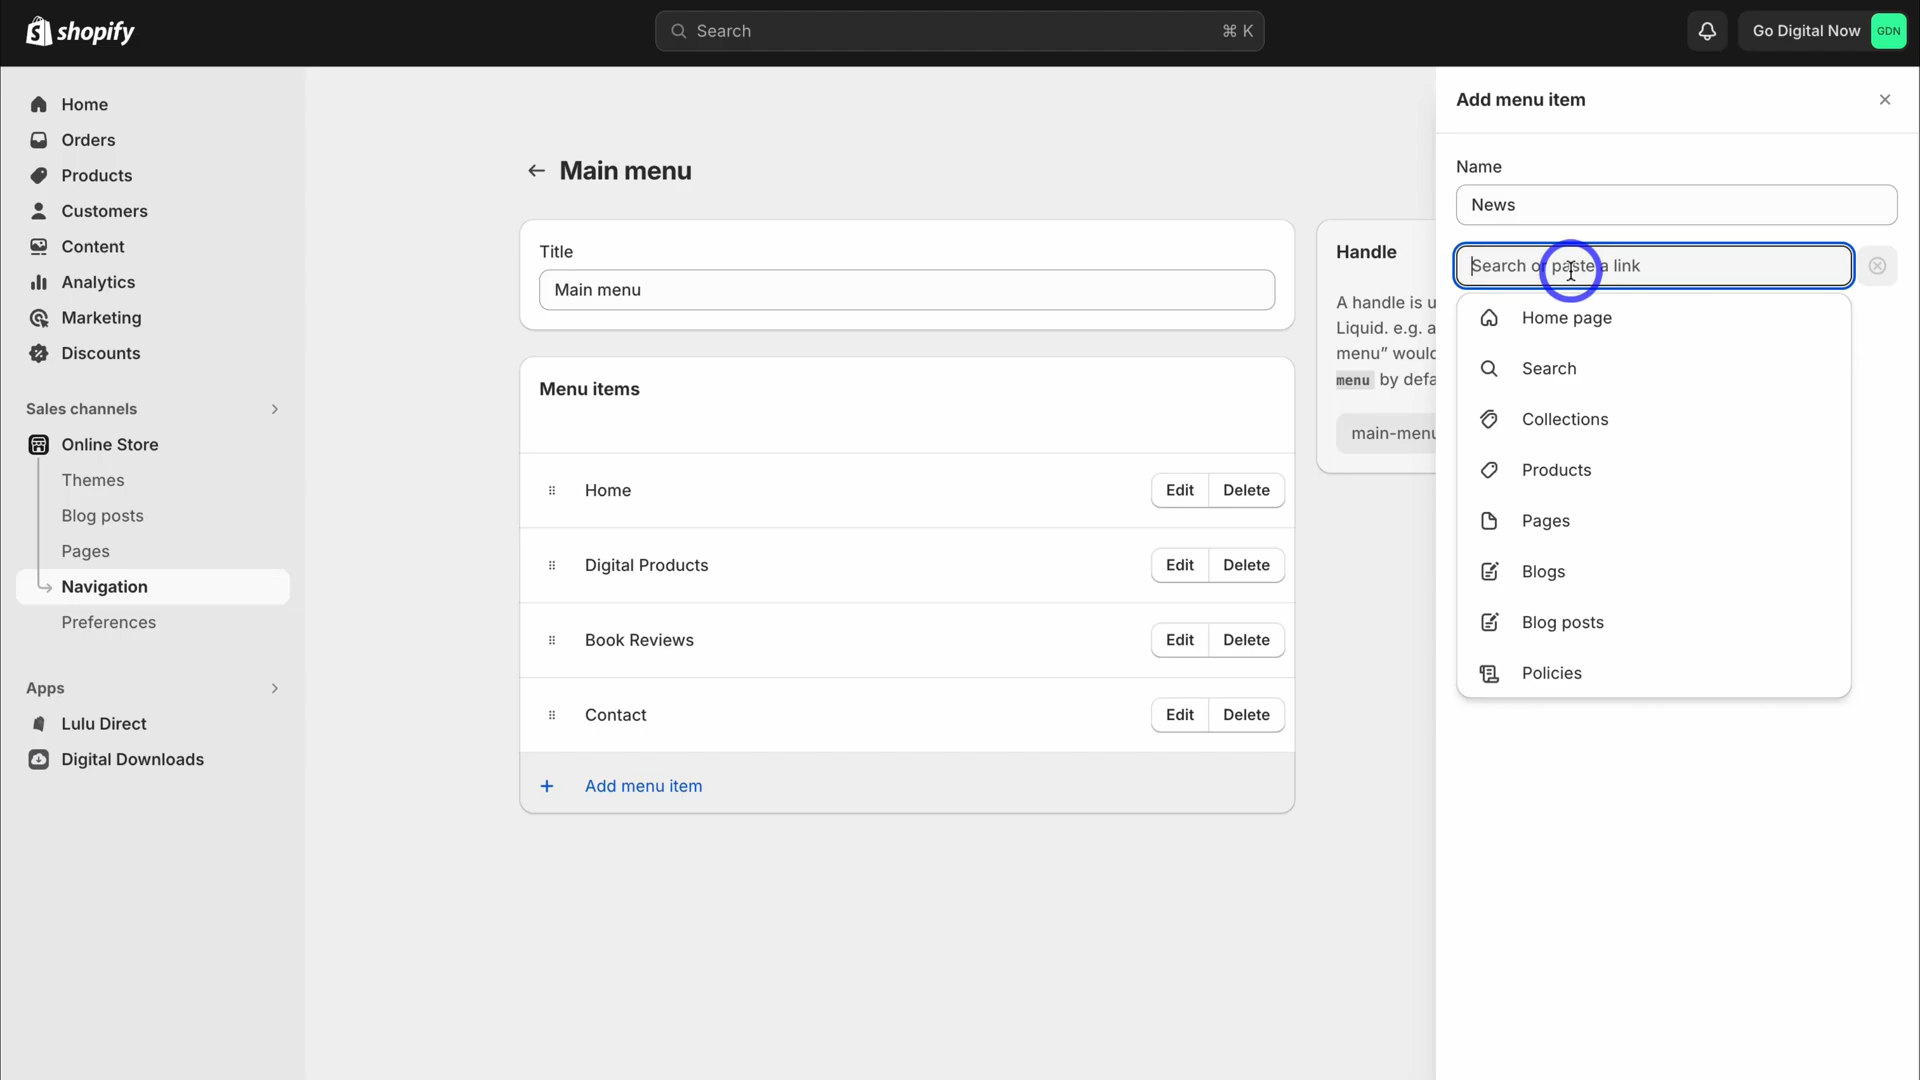 shopify
Search
⌘ K
Go Digital Now
GDN
Home
Orders
Products
Customers
Content
Analytics
Marketing
Discounts
Sales channels
Online Store
Themes
Blog posts
Pages
Navigation
Preferences
Apps
Lulu Direct
Digital Downloads
Main menu
Title
Main menu
Menu items
Home
Edit
Delete
Digital Products
Edit
Delete
Book Reviews
Edit
Delete
Contact
Edit
Delete
Add menu item
Handle
A handle is u
Liquid. e.g. a
menu” would
menu by defa
main-menu
Add menu item
Name
News
Search or paste a link
Home page
Search
Collections
Products
Pages
Blogs
Blog posts
Policies